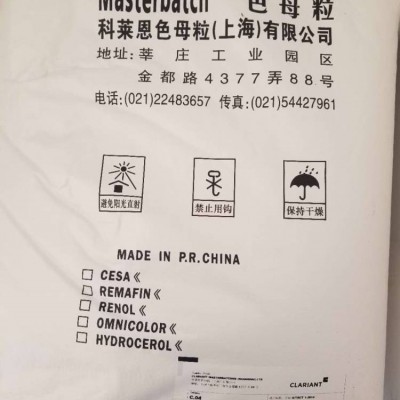 Masterbatch 色母粒
科莱恩色母粒(上海)有限公司
地址: 莘庄工业园区
金都路4377弄88号
电话:(021)22483657 传真:(021)54427961
避免阳光直射
禁止用钩
保持干燥
MADE IN P.R.CHINA
CESA《
REMAFIN《
RENOL《
OMNICOLOR《
HYDROCEROL《
CLARIANT